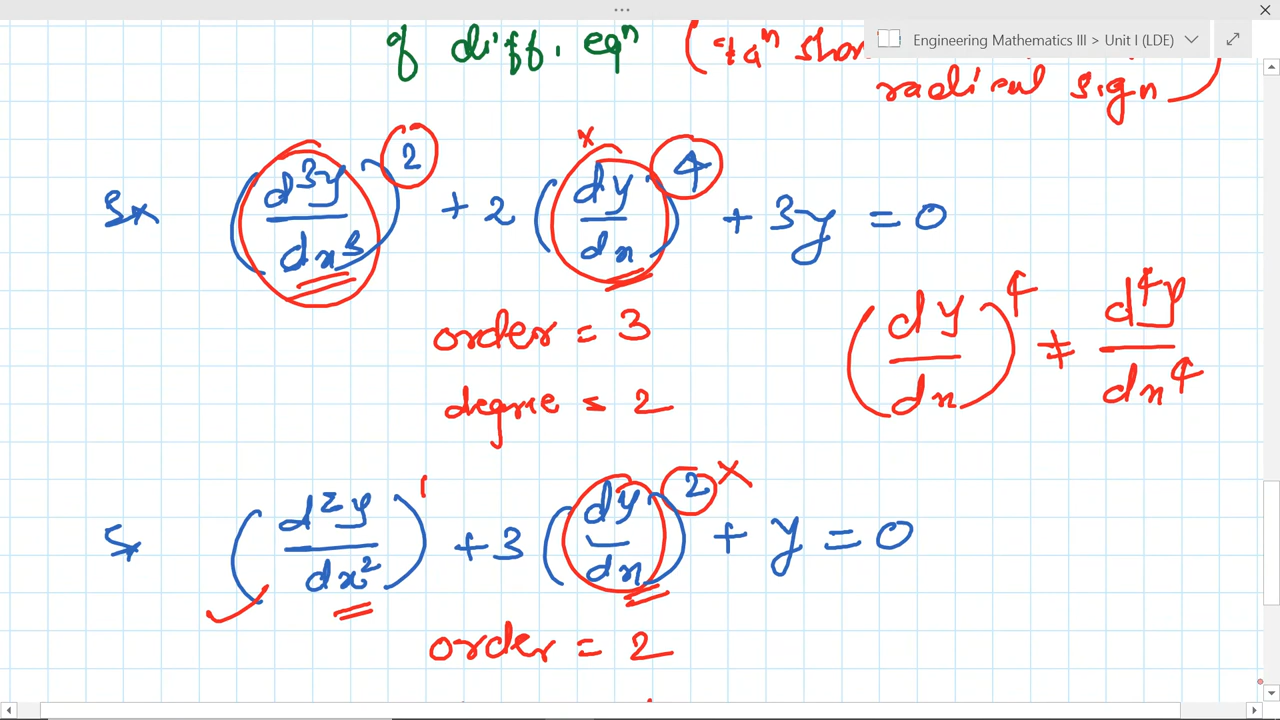 Engineering Mathematics III > Unit I (LDE)
of diff. eqⁿ
radical sign
Ex (d³y/dx³)² + 2 (dy/dx)⁴ + 3y = 0
order = 3
(dy/dx)⁴ ≠ d⁴y/dx⁴
degree = 2
Ex (d²y/dx²)¹ + 3 (dy/dx)² + y = 0
order = 2